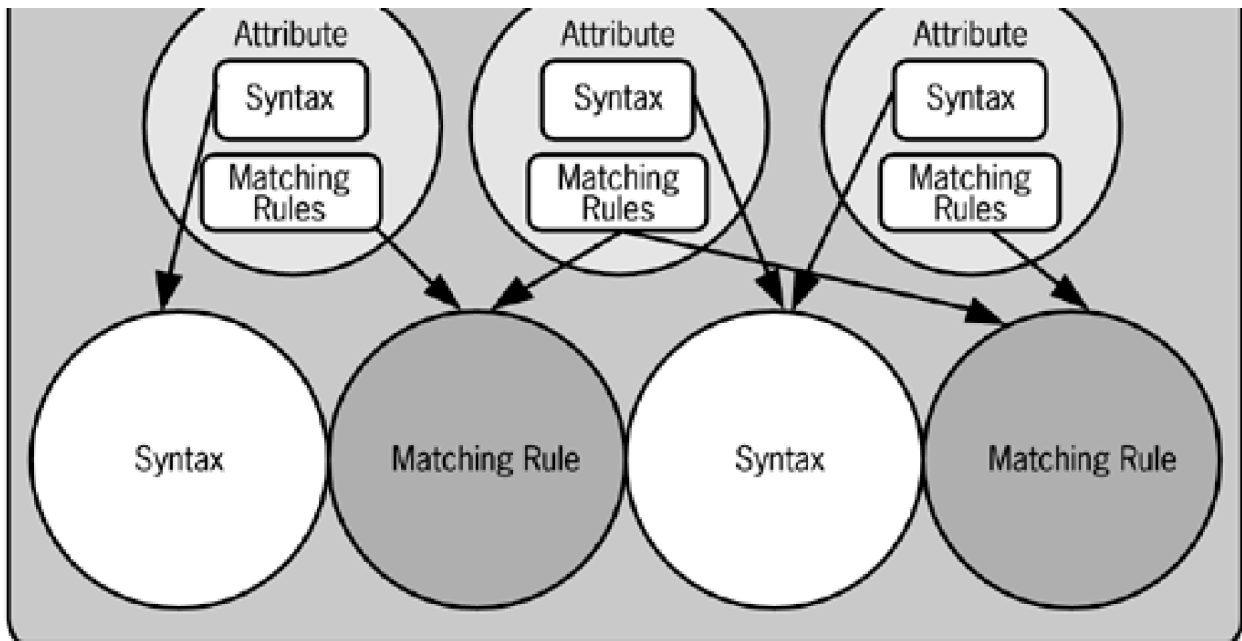 Attribute
Syntax
Matching
Rules
Attribute
Syntax
Matching
Rules
Attribute
Syntax
Matching
Rules
Syntax
Matching Rule
Syntax
Matching Rule